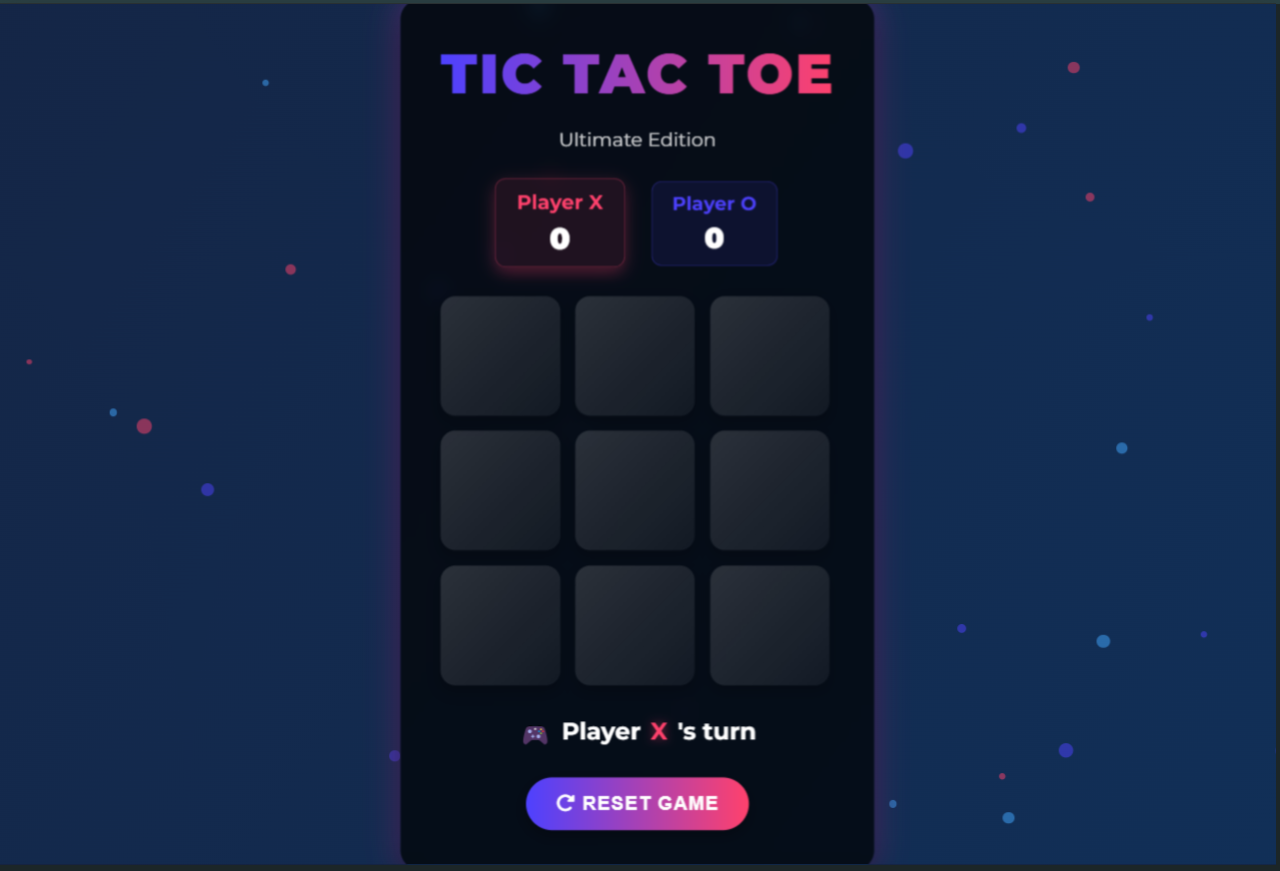 TIC TAC TOE
Ultimate Edition
Player X
0
Player O
0
Player X 's turn
RESET GAME